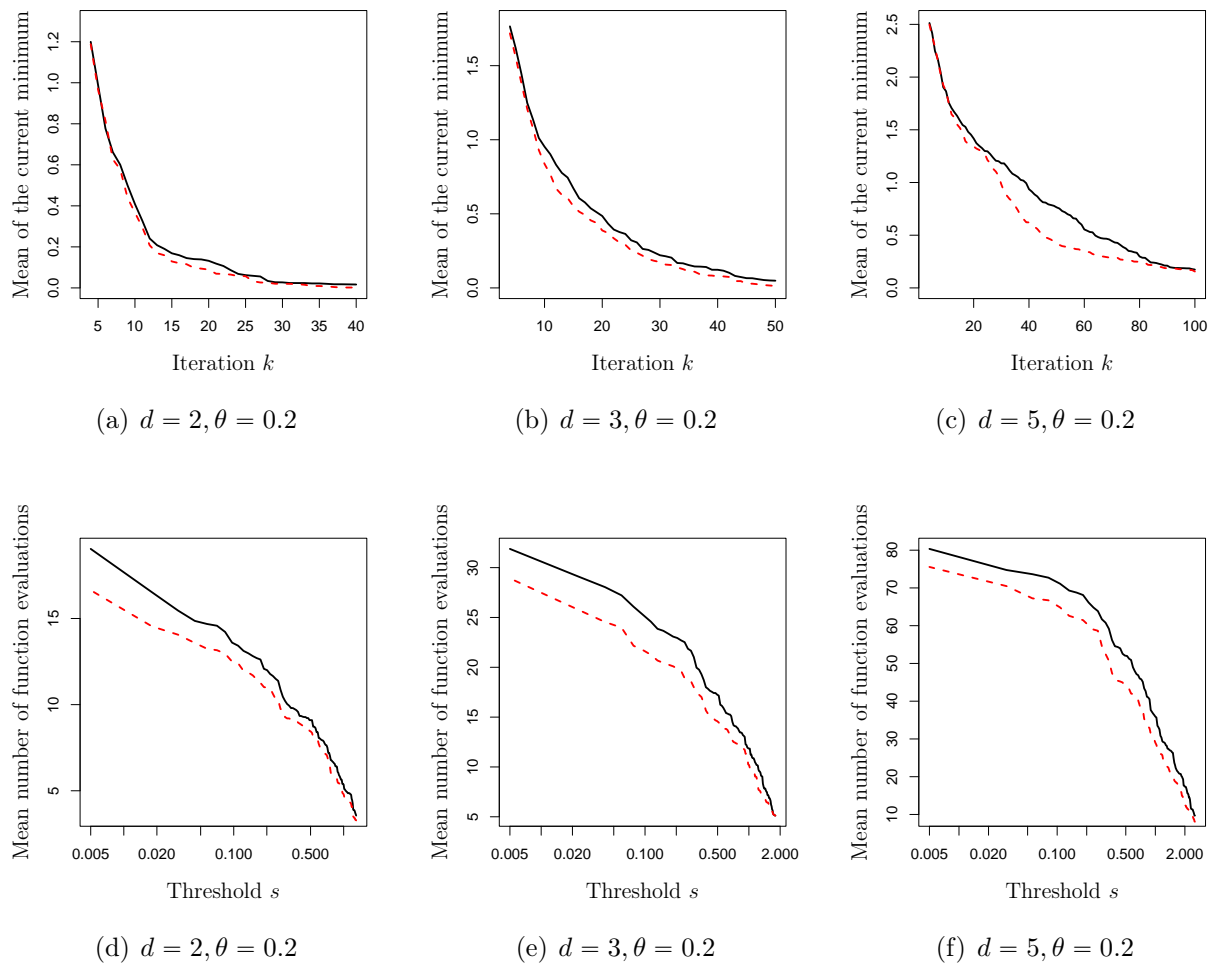 Mean of the current minimum
0.0 0.2 0.4 0.6 0.8 1.0 1.2
5 10 15 20 25 30 35 40
Iteration k
(a) d = 2, θ = 0.2
Mean of the current minimum
0.0 0.5 1.0 1.5
10 20 30 40 50
Iteration k
(b) d = 3, θ = 0.2
Mean of the current minimum
0.0 0.5 1.0 1.5 2.0 2.5
20 40 60 80 100
Iteration k
(c) d = 5, θ = 0.2
Mean number of function evaluations
5 10 15
0.005 0.020 0.100 0.500
Threshold s
(d) d = 2, θ = 0.2
Mean number of function evaluations
5 10 15 20 25 30
0.005 0.020 0.100 0.500 2.000
Threshold s
(e) d = 3, θ = 0.2
Mean number of function evaluations
10 20 30 40 50 60 70 80
0.005 0.020 0.100 0.500 2.000
Threshold s
(f) d = 5, θ = 0.2